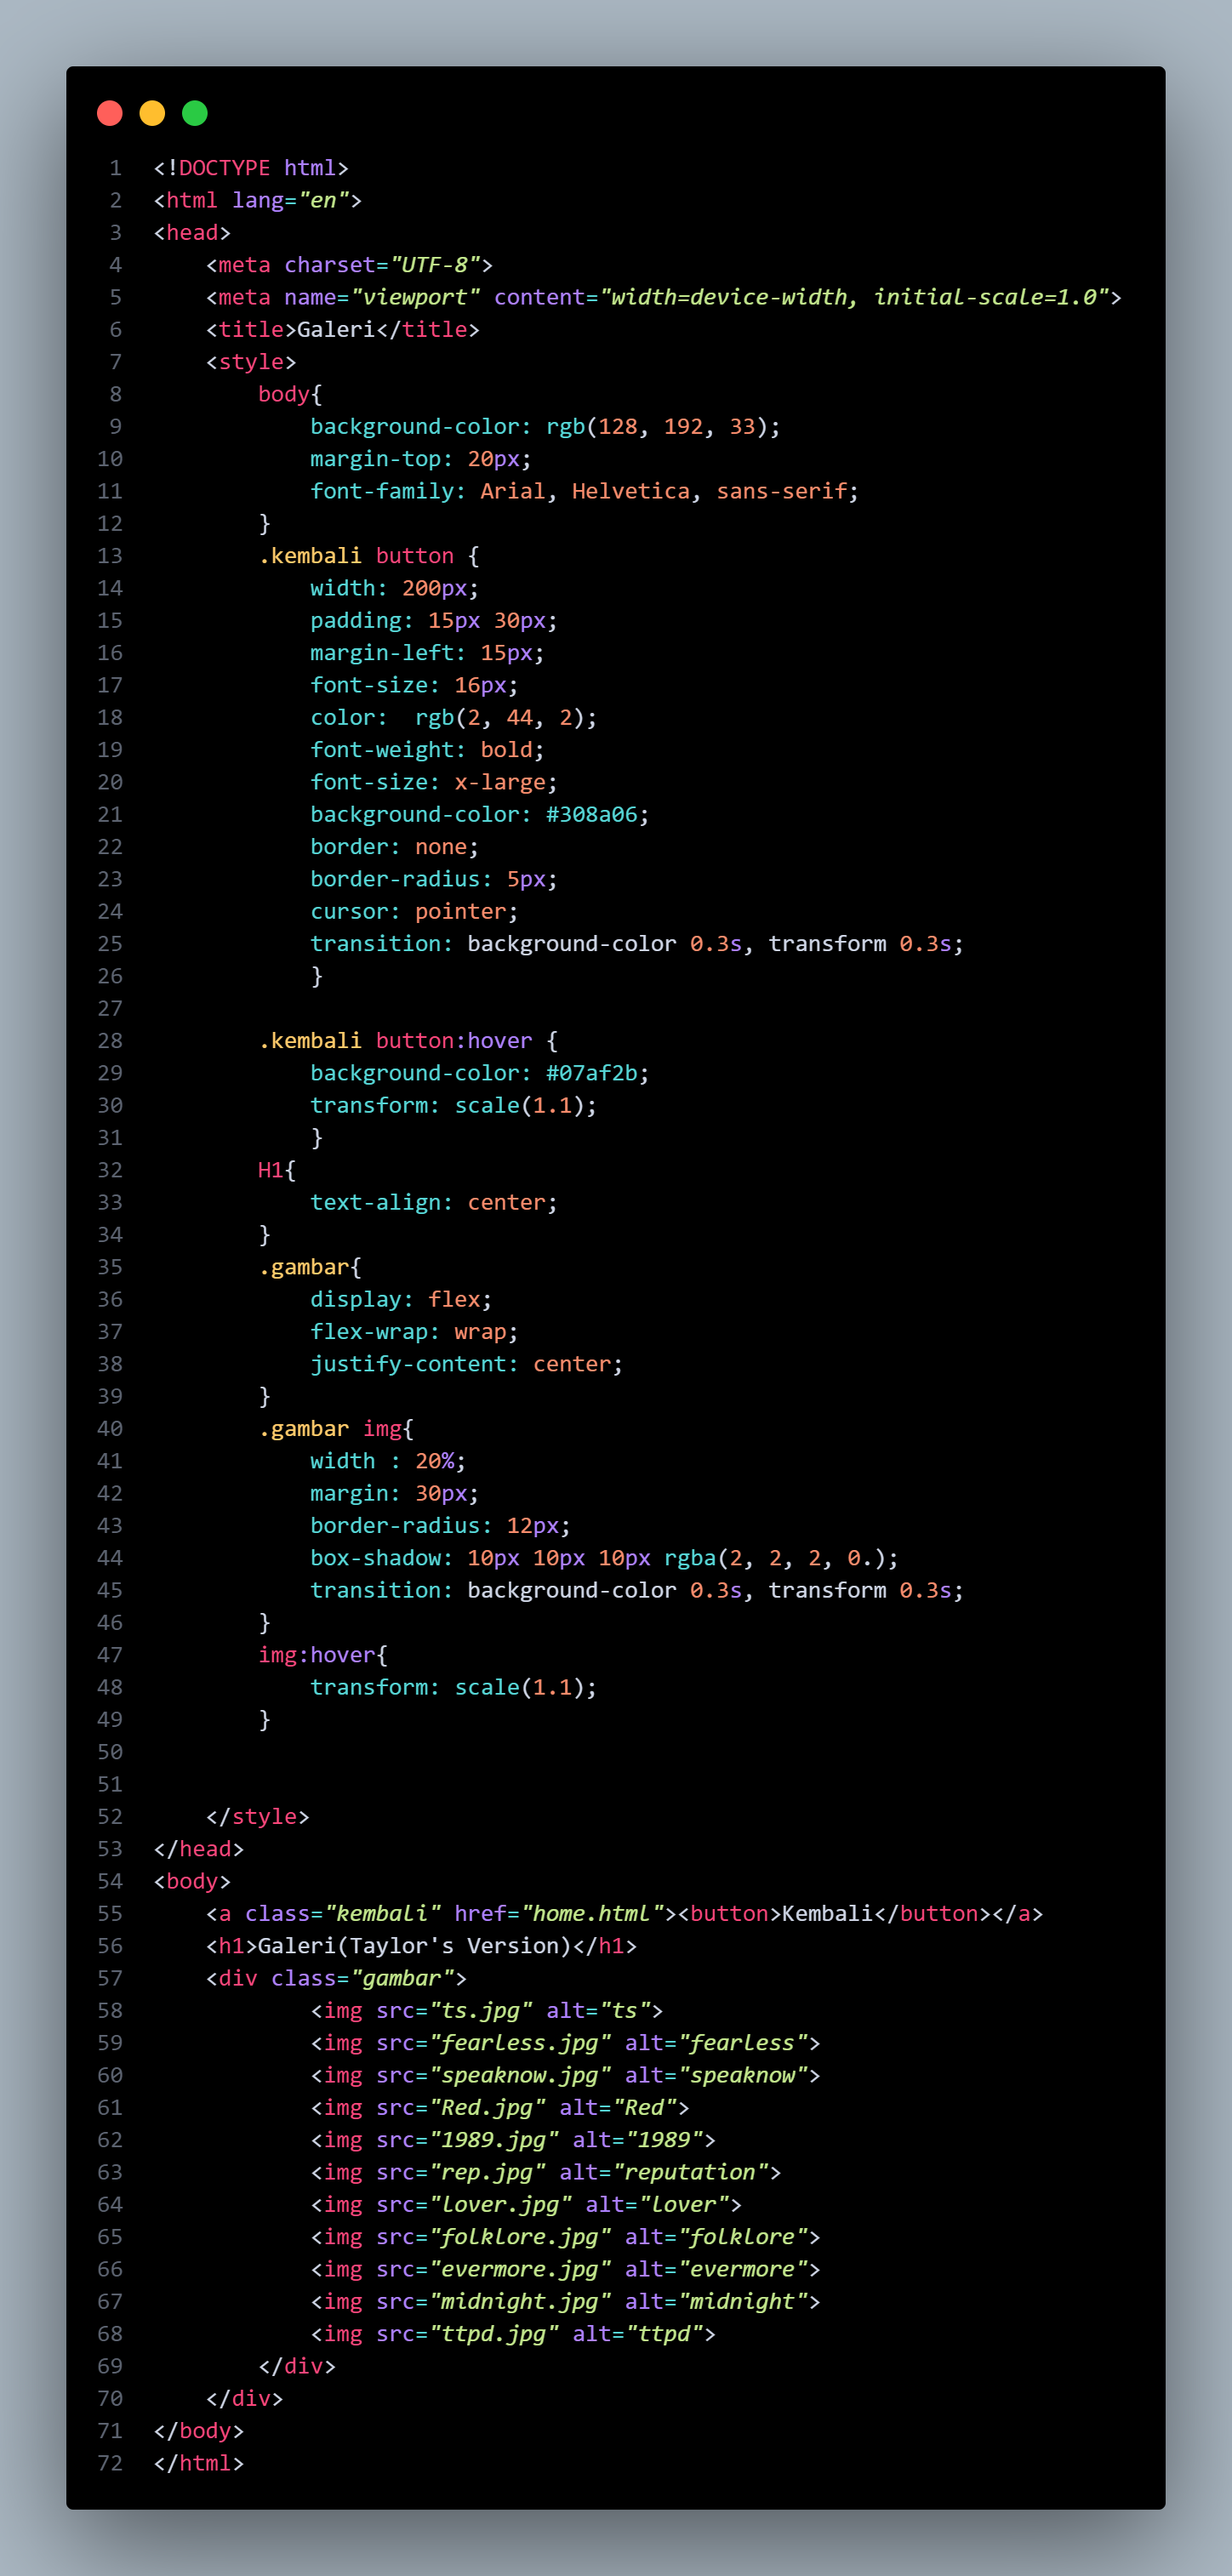 1 <!DOCTYPE html>
2 <html lang="en">
3 <head>
4     <meta charset="UTF-8">
5     <meta name="viewport" content="width=device-width, initial-scale=1.0">
6     <title>Galeri</title>
7     <style>
8         body{
9             background-color: rgb(128, 192, 33);
10             margin-top: 20px;
11             font-family: Arial, Helvetica, sans-serif;
12         }
13         .kembali button {
14             width: 200px;
15             padding: 15px 30px;
16             margin-left: 15px;
17             font-size: 16px;
18             color:  rgb(2, 44, 2);
19             font-weight: bold;
20             font-size: x-large;
21             background-color: #308a06;
22             border: none;
23             border-radius: 5px;
24             cursor: pointer;
25             transition: background-color 0.3s, transform 0.3s;
26             }
27
28         .kembali button:hover {
29             background-color: #07af2b;
30             transform: scale(1.1);
31             }
32         H1{
33             text-align: center;
34         }
35         .gambar{
36             display: flex;
37             flex-wrap: wrap;
38             justify-content: center;
39         }
40         .gambar img{
41             width : 20%;
42             margin: 30px;
43             border-radius: 12px;
44             box-shadow: 10px 10px 10px rgba(2, 2, 2, 0.);
45             transition: background-color 0.3s, transform 0.3s;
46         }
47         img:hover{
48             transform: scale(1.1);
49         }
50
51
52     </style>
53 </head>
54 <body>
55     <a class="kembali" href="home.html"><button>Kembali</button></a>
56     <h1>Galeri(Taylor's Version)</h1>
57     <div class="gambar">
58             <img src="ts.jpg" alt="ts">
59             <img src="fearless.jpg" alt="fearless">
60             <img src="speaknow.jpg" alt="speaknow">
61             <img src="Red.jpg" alt="Red">
62             <img src="1989.jpg" alt="1989">
63             <img src="rep.jpg" alt="reputation">
64             <img src="lover.jpg" alt="lover">
65             <img src="folklore.jpg" alt="folklore">
66             <img src="evermore.jpg" alt="evermore">
67             <img src="midnight.jpg" alt="midnight">
68             <img src="ttpd.jpg" alt="ttpd">
69         </div>
70     </div>
71 </body>
72 </html>